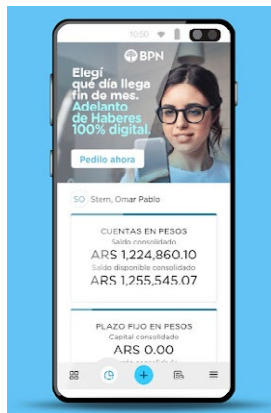 10:50
BPN
Elegí
qué día llega
fin de mes.
Adelanto
de Haberes
100% digital.
Pedilo ahora
SO Stern, Omar Pablo
CUENTAS EN PESOS
Saldo consolidado
ARS 1,224,860.10
Saldo disponible consolidado
ARS 1,255,545.07
PLAZO FIJO EN PESOS
Capital consolidado
ARS 0.00